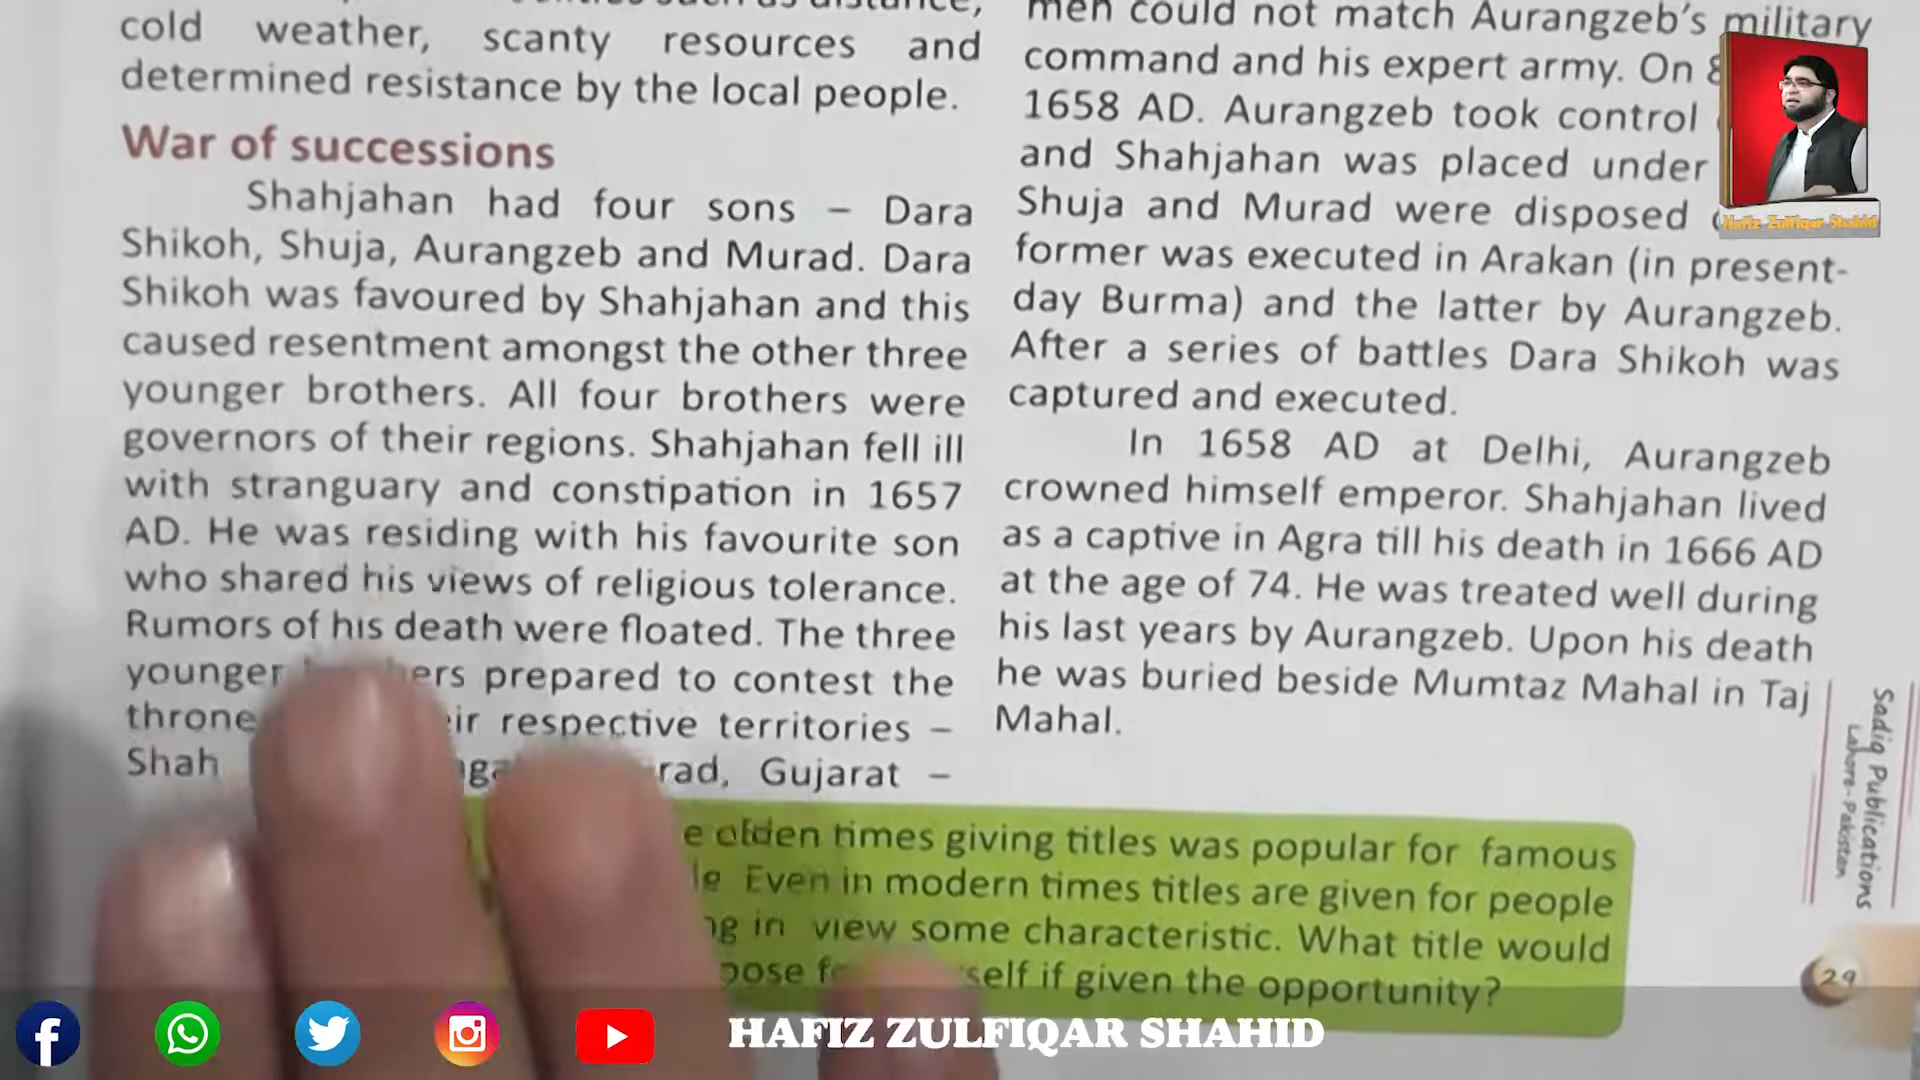 cold weather, scanty resources and
determined resistance by the local people.
War of successions
Shahjahan had four sons – Dara
Shikoh, Shuja, Aurangzeb and Murad. Dara
Shikoh was favoured by Shahjahan and this
caused resentment amongst the other three
younger brothers. All four brothers were
governors of their regions. Shahjahan fell ill
with stranguary and constipation in 1657
AD. He was residing with his favourite son
who shared his views of religious tolerance.
Rumors of his death were floated. The three
younger prepared to contest the
throne respective territories –
Shah Gujarat –
men could not match Aurangzeb's military
command and his expert army. On
1658 AD. Aurangzeb took control
and Shahjahan was placed under
Shuja and Murad were disposed
former was executed in Arakan (in present-
day Burma) and the latter by Aurangzeb.
After a series of battles Dara Shikoh was
captured and executed.
In 1658 AD at Delhi, Aurangzeb
crowned himself emperor. Shahjahan lived
as a captive in Agra till his death in 1666 AD
at the age of 74. He was treated well during
his last years by Aurangzeb. Upon his death
he was buried beside Mumtaz Mahal in Taj
Mahal.
olden times giving titles was popular for famous
Even in modern times titles are given for people
in view some characteristic. What title would
if given the opportunity?
Sadiq Publications
Lahore-Pakistan
29
Hafiz Zulfiqar Shahid
HAFIZ ZULFIQAR SHAHID